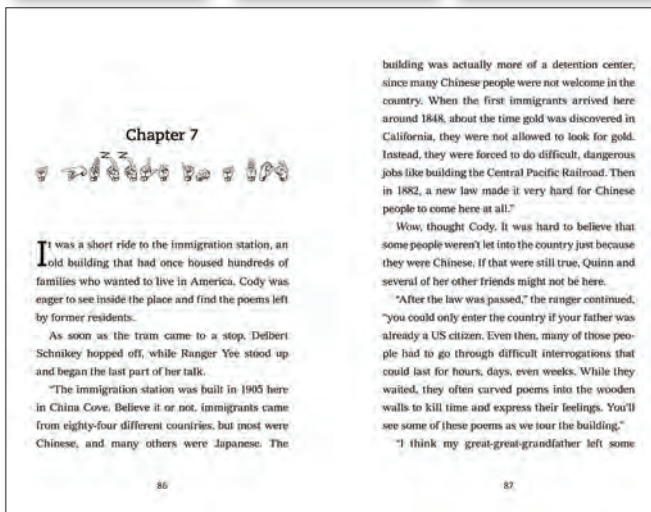 Chapter 7
It was a short ride to the immigration station, an
old building that had once housed hundreds of
families who wanted to live in America. Cody was
eager to see inside the place and find the poems left
by former residents.
As soon as the tram came to a stop, Delbert
Schnikey hopped off, while Ranger Yee stood up
and began the last part of her talk.
"The immigration station was built in 1905 here
in China Cove. Believe it or not, immigrants came
from eighty-four different countries, but most were
Chinese, and many others were Japanese. The
86
building was actually more of a detention center,
since many Chinese people were not welcome in the
country. When the first immigrants arrived here
around 1848, about the time gold was discovered in
California, they were not allowed to look for gold.
Instead, they were forced to do difficult, dangerous
jobs like building the Central Pacific Railroad. Then
in 1882, a new law made it very hard for Chinese
people to come here at all."
Wow, thought Cody. It was hard to believe that
some people weren't let into the country just because
they were Chinese. If that were still true, Quinn and
several of her other friends might not be here.
"After the law was passed," the ranger continued,
"you could only enter the country if your father was
already a US citizen. Even then, many of those peo-
ple had to go through difficult interrogations that
could last for hours, days, even weeks. While they
waited, they often carved poems into the wooden
walls to kill time and express their feelings. You'll
see some of these poems as we tour the building."
"I think my great-great-grandfather left some
87